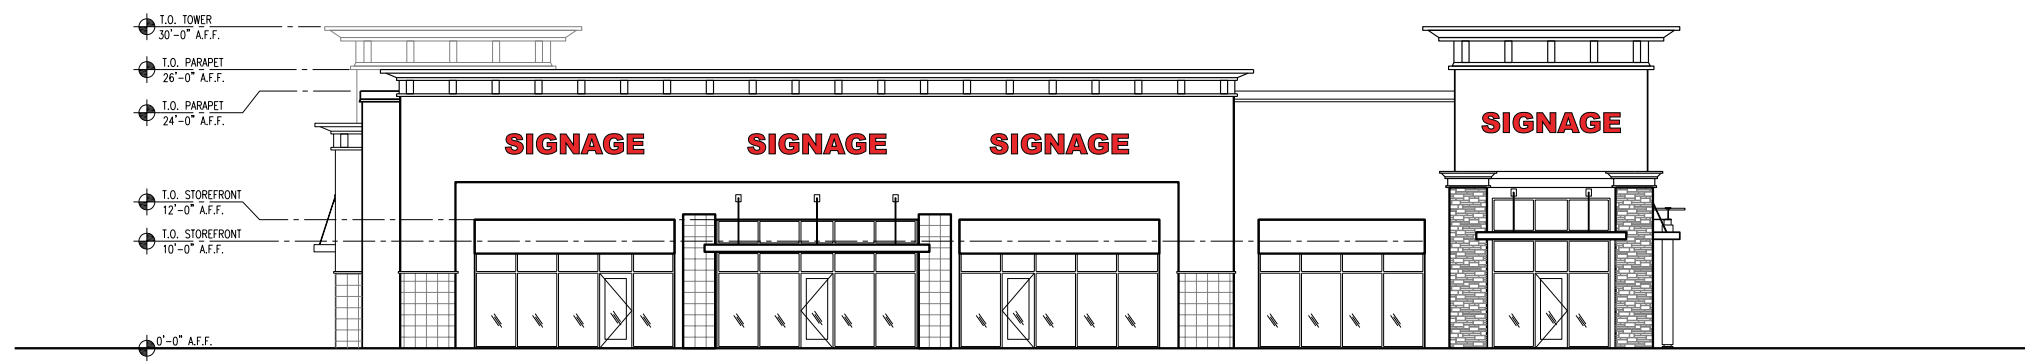 T.O. TOWER
30'-0" A.F.F.
T.O. PARAPET
26'-0" A.F.F.
T.O. PARAPET
24'-0" A.F.F.
SIGNAGE
SIGNAGE SIGNAGE SIGNAGE
T.O. STOREFRONT
12'-0" A.F.F.
T.O. STOREFRONT
10'-0" A.F.F.
0'-0" A.F.F.